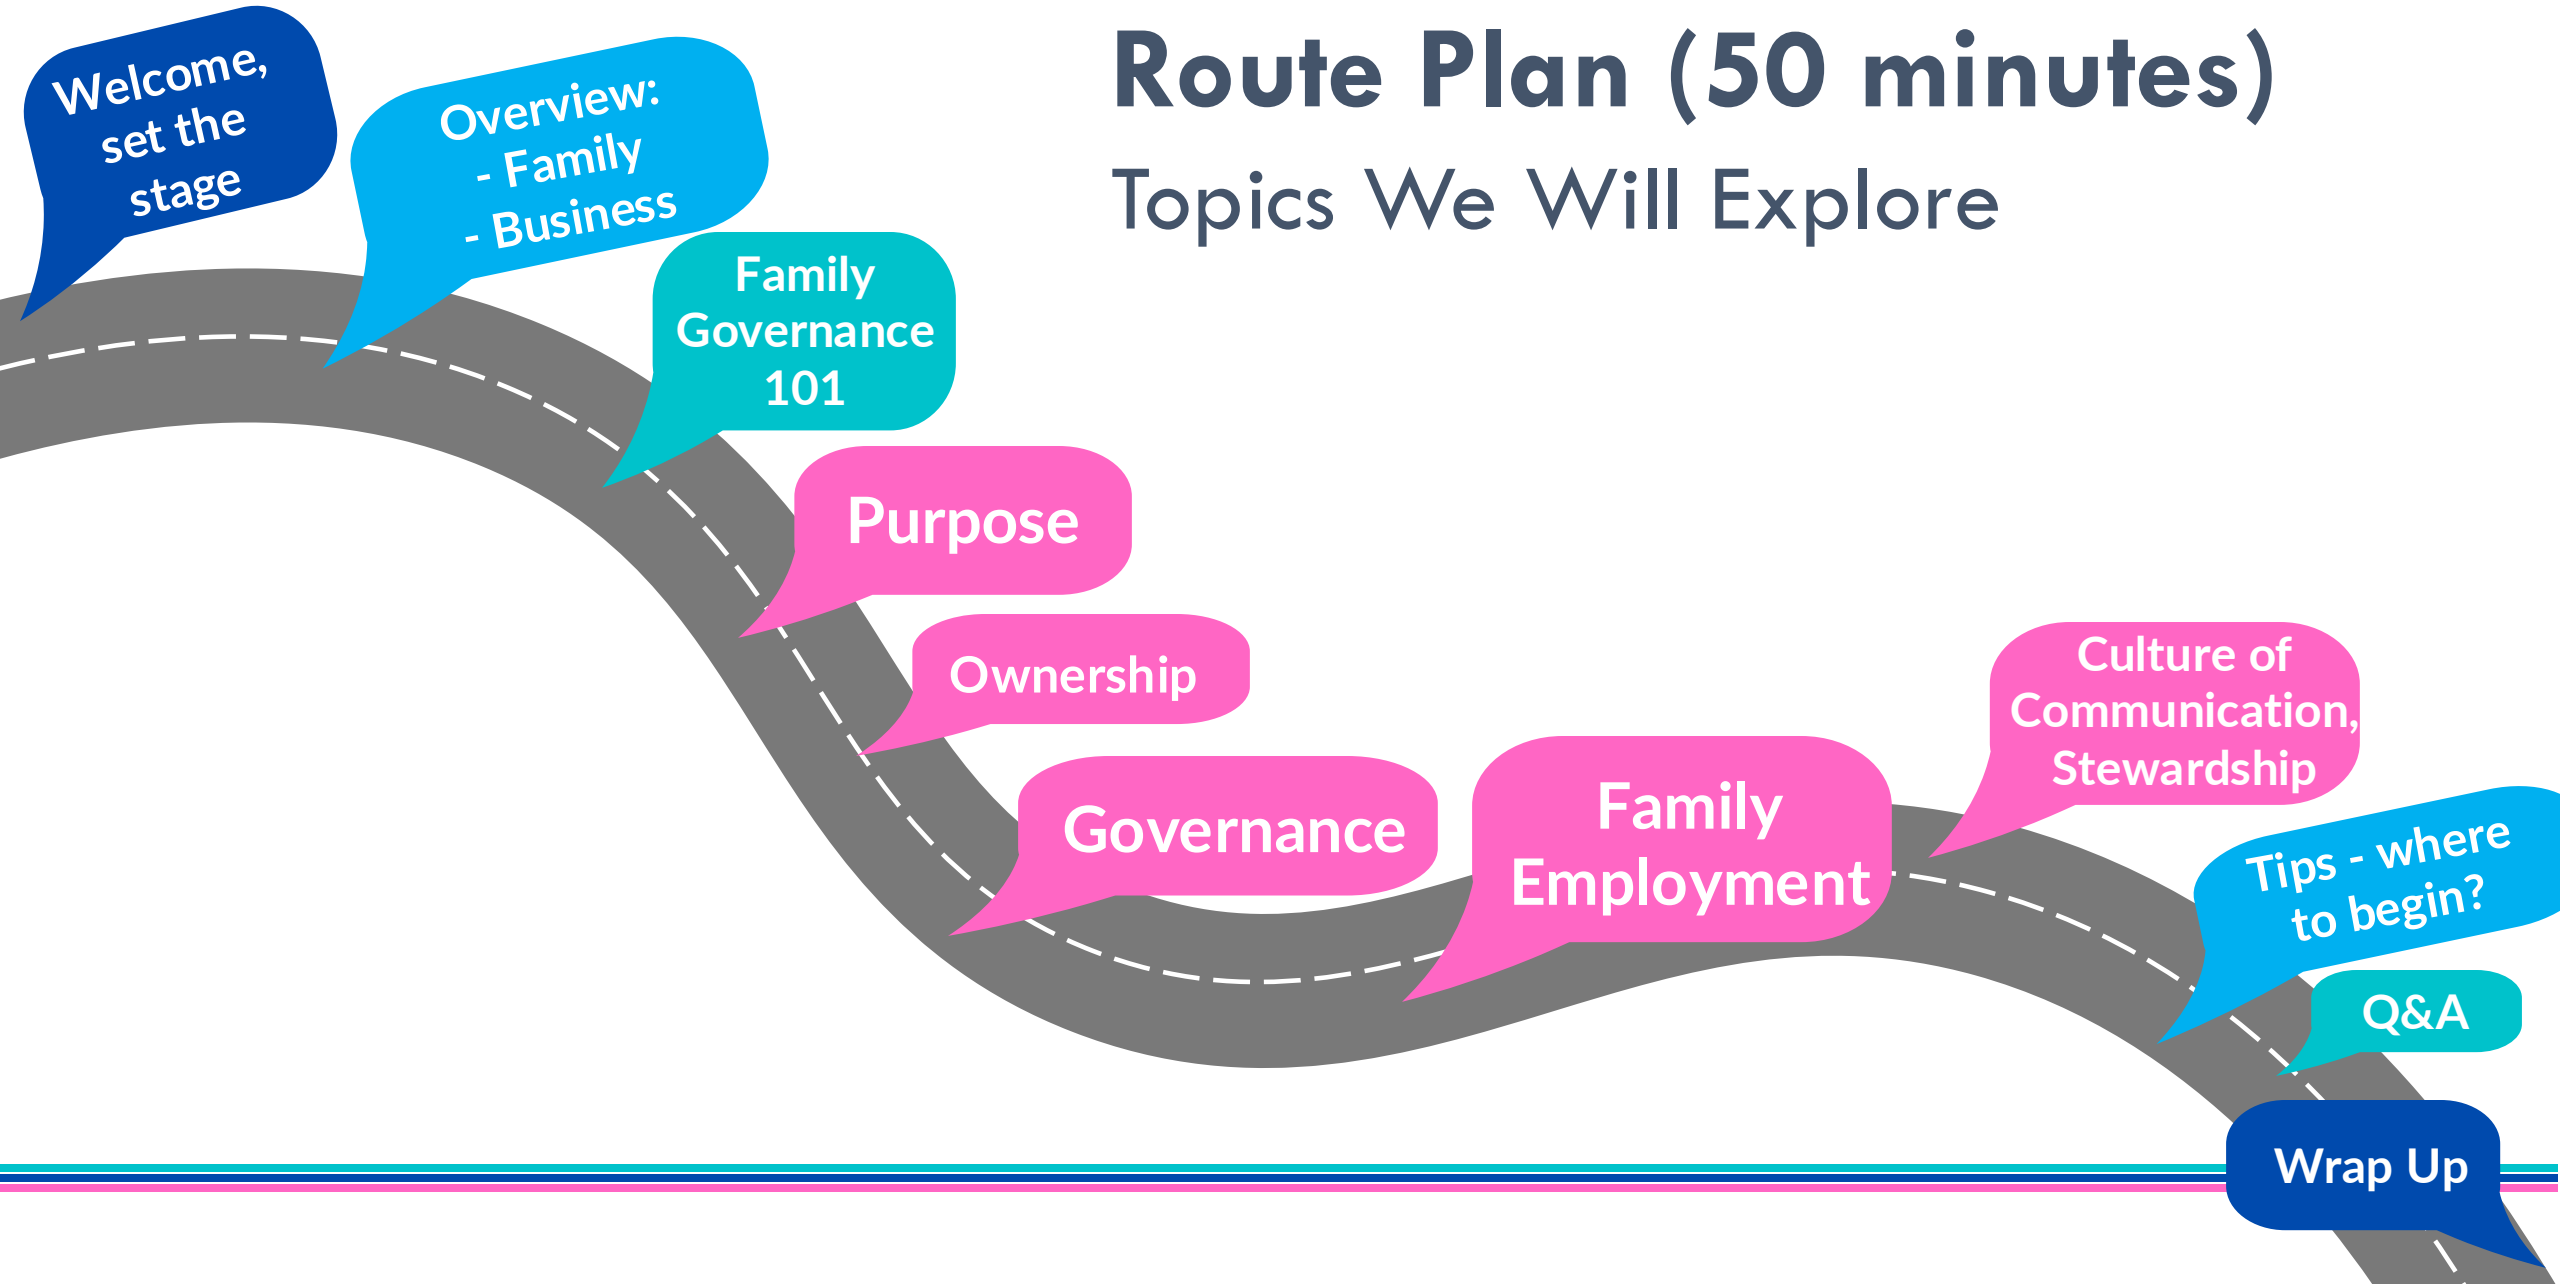 Route Plan (50 minutes)
Topics We Will Explore
Welcome,
set the
stage
Overview:
- Family
- Business
Family
Governance
101
Purpose
Ownership
Governance
Family
Employment
Culture of
Communication,
Stewardship
Tips - where
to begin?
Q&A
Wrap Up